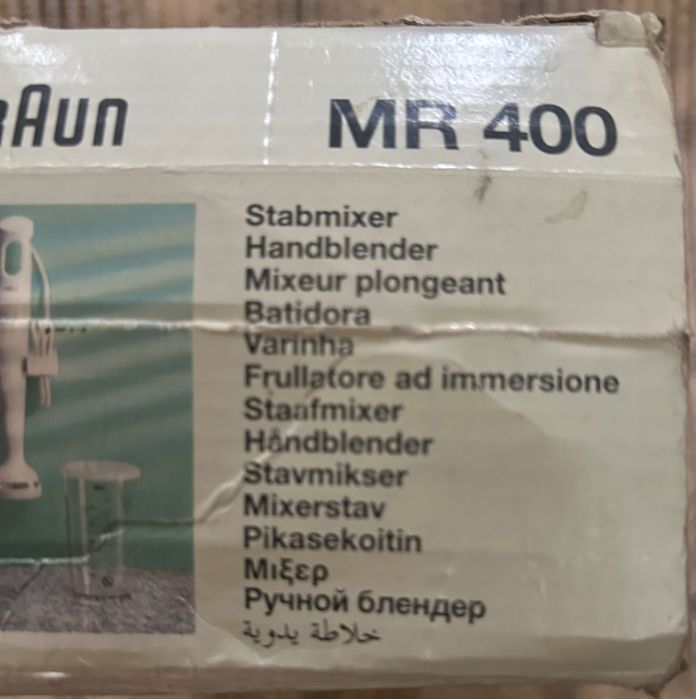 BRAUN MR 400
Stabmixer
Handblender
Mixeur plongeant
Batidora
Varinha
Frullatore ad immersione
Staafmixer
Håndblender
Stavmikser
Mixerstav
Pikasekoitin
Μιξερ
Ручной блендер
خلاطة يدوية